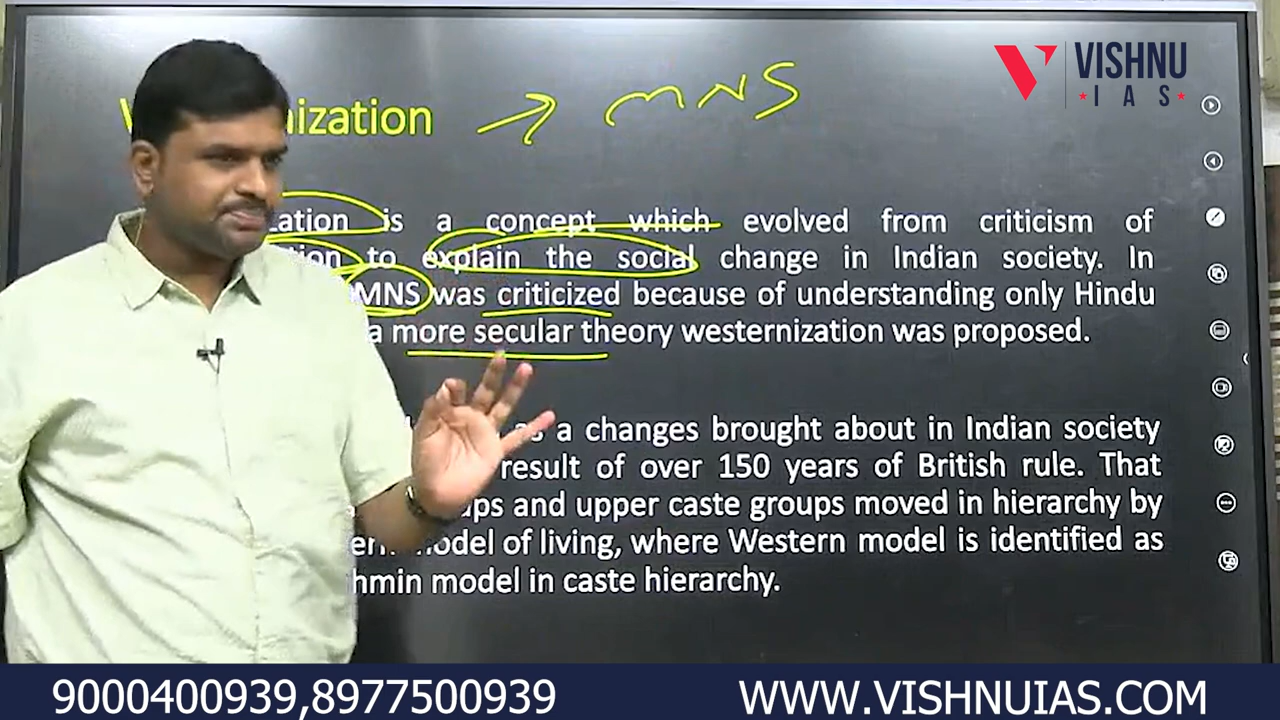 VISHNU
IAS
nization → MNS
zation is a concept which evolved from criticism of
tion to explain the social change in Indian society. In
MNS was criticized because of understanding only Hindu
a more secular theory westernization was proposed.
as a changes brought about in Indian society
result of over 150 years of British rule. That
ups and upper caste groups moved in hierarchy by
model of living, where Western model is identified as
hmin model in caste hierarchy.
9000400939,8977500939
WWW.VISHNUIAS.COM